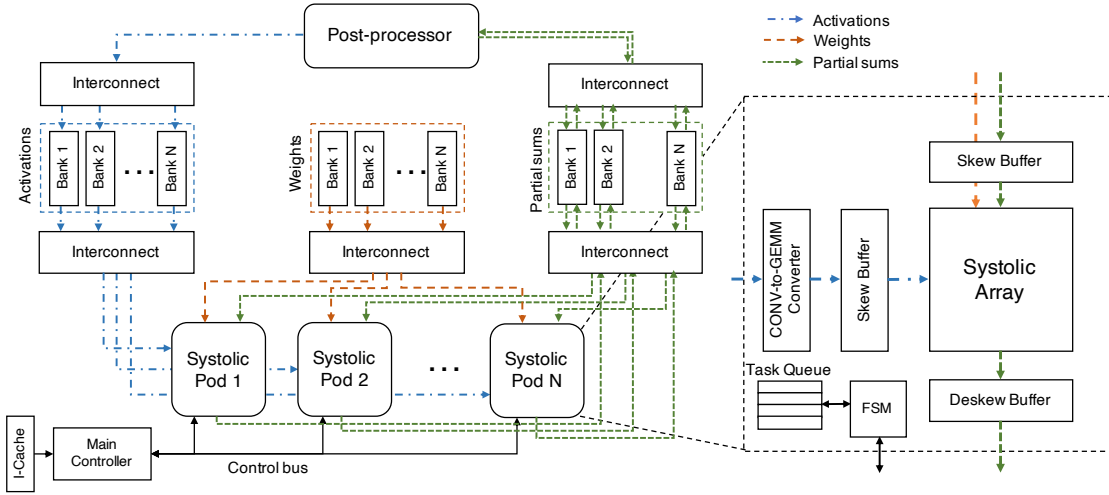 Post-processor
Activations
Weights
Partial sums
Interconnect
Interconnect
Activations
Bank 1
Bank 2
...
Bank N
Weights
Bank 1
Bank 2
...
Bank N
Partial sums
Bank 1
Bank 2
...
Bank N
Interconnect
Interconnect
Interconnect
Systolic
Pod 1
Systolic
Pod 2
...
Systolic
Pod N
I-Cache
Main
Controller
Control bus
Skew Buffer
CONV-to-GEMM
Converter
Skew Buffer
Systolic
Array
Task Queue
FSM
Deskew Buffer